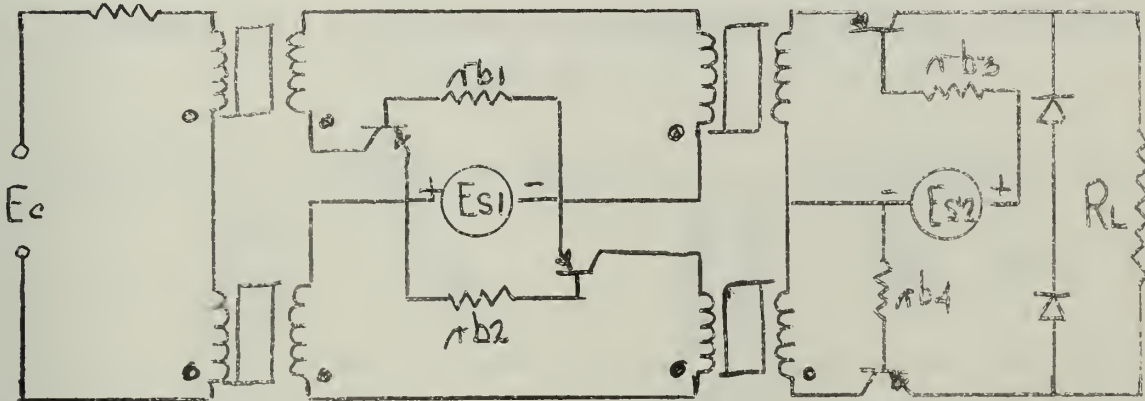 rb1
rb3
+ Es1 -
- Es2 +
Ec
RL
rb4
rb2